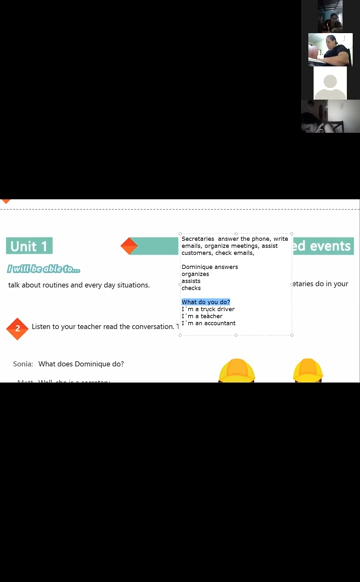 Unit 1
ed events
I will be able to...
talk about routines and every day situations.
etaries do in your
Secretaries answer the phone, write
emails, organize meetings, assist
customers, check emails,
Dominique answers
organizes
assists
checks
What do you do?
I´m a truck driver
I´m a teacher
I´m an accountant
2
Listen to your teacher read the conversation.
Sonia: What does Dominique do?